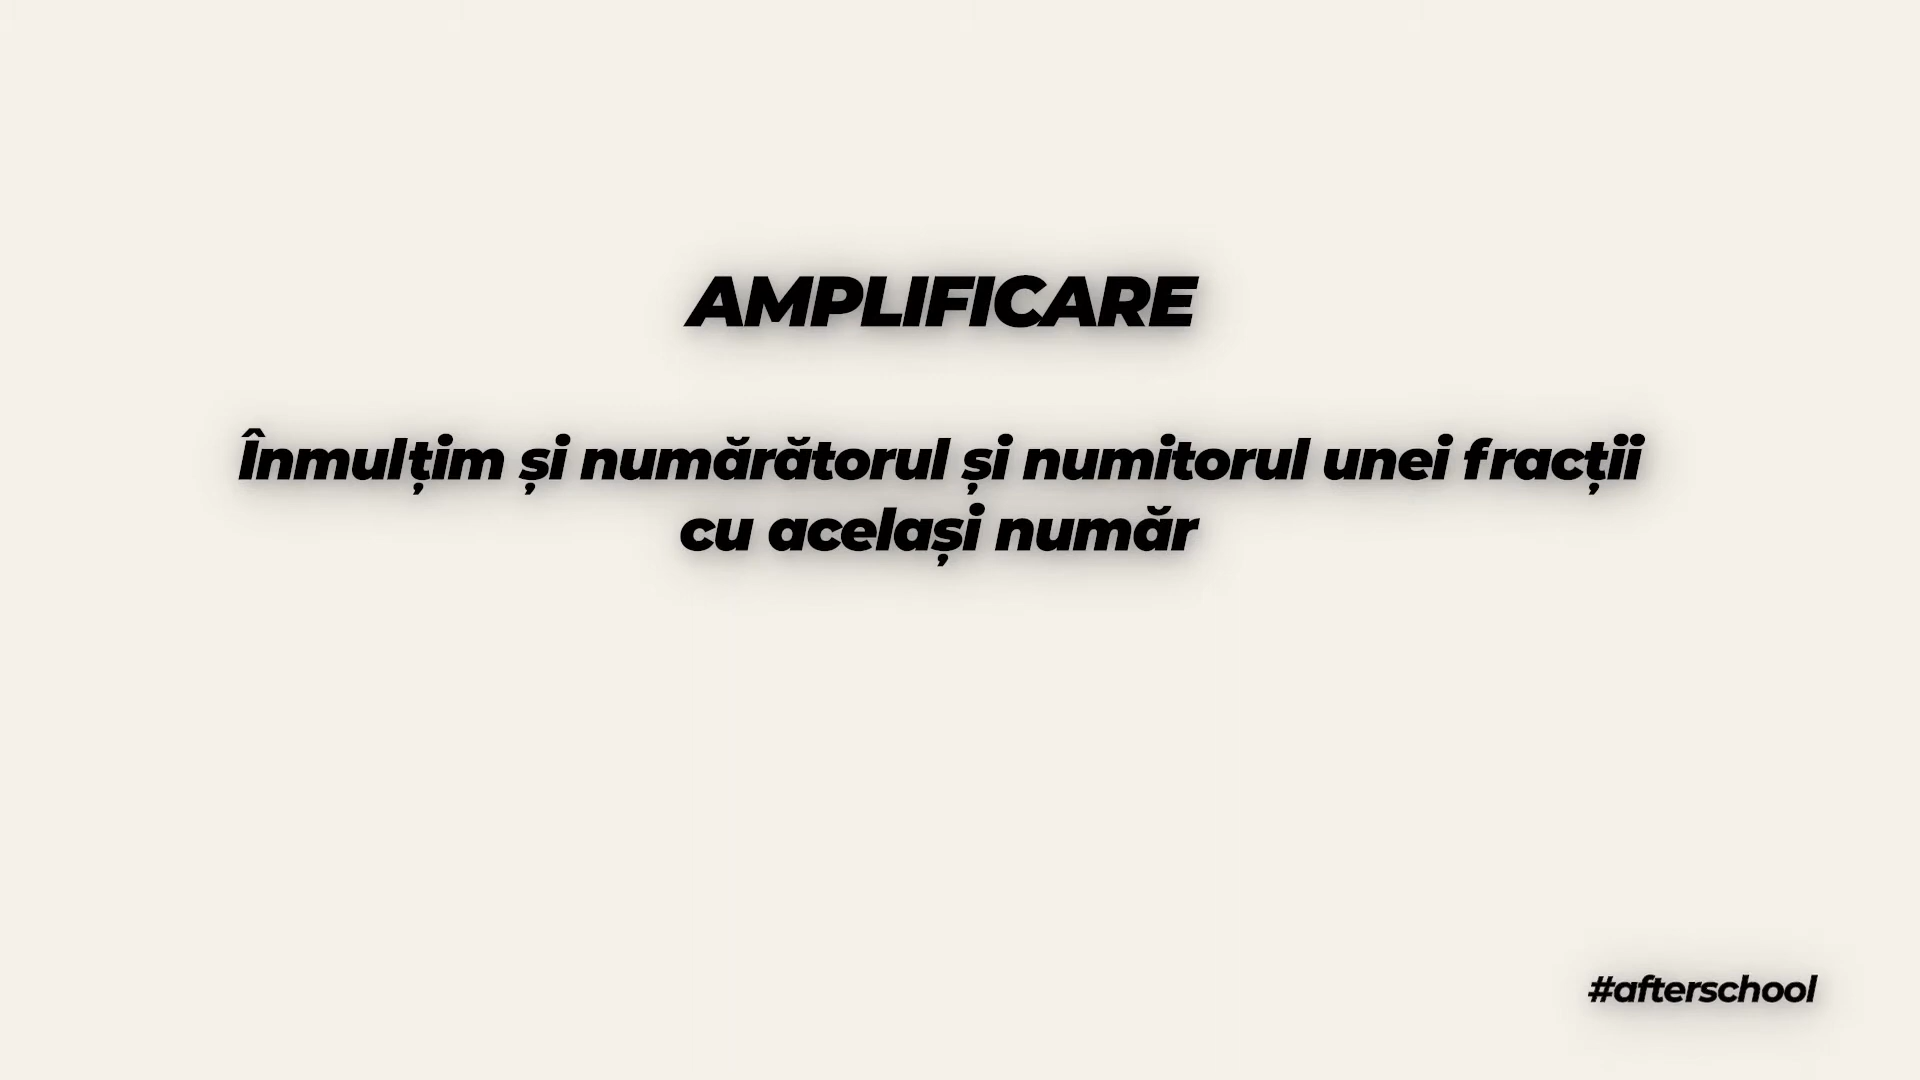 AMPLIFICARE
Înmulțim și numărătorul și numitorul unei fracții
cu același număr
#afterschool